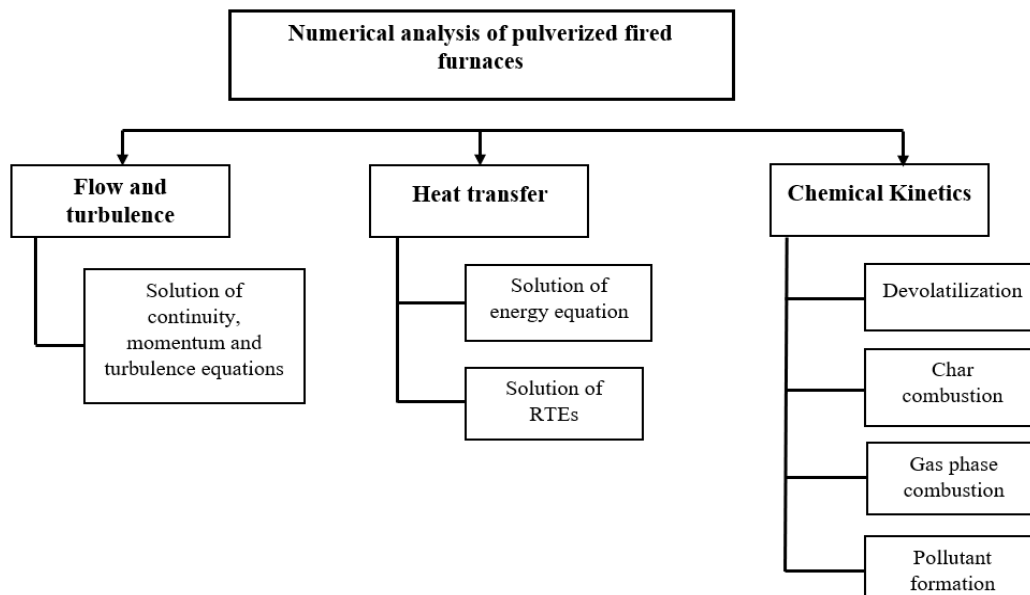 Numerical analysis of pulverized fired
furnaces
Flow and
turbulence
Heat transfer
Chemical Kinetics
Solution of
continuity,
momentum and
turbulence equations
Solution of
energy equation
Solution of
RTEs
Devolatilization
Char
combustion
Gas phase
combustion
Pollutant
formation